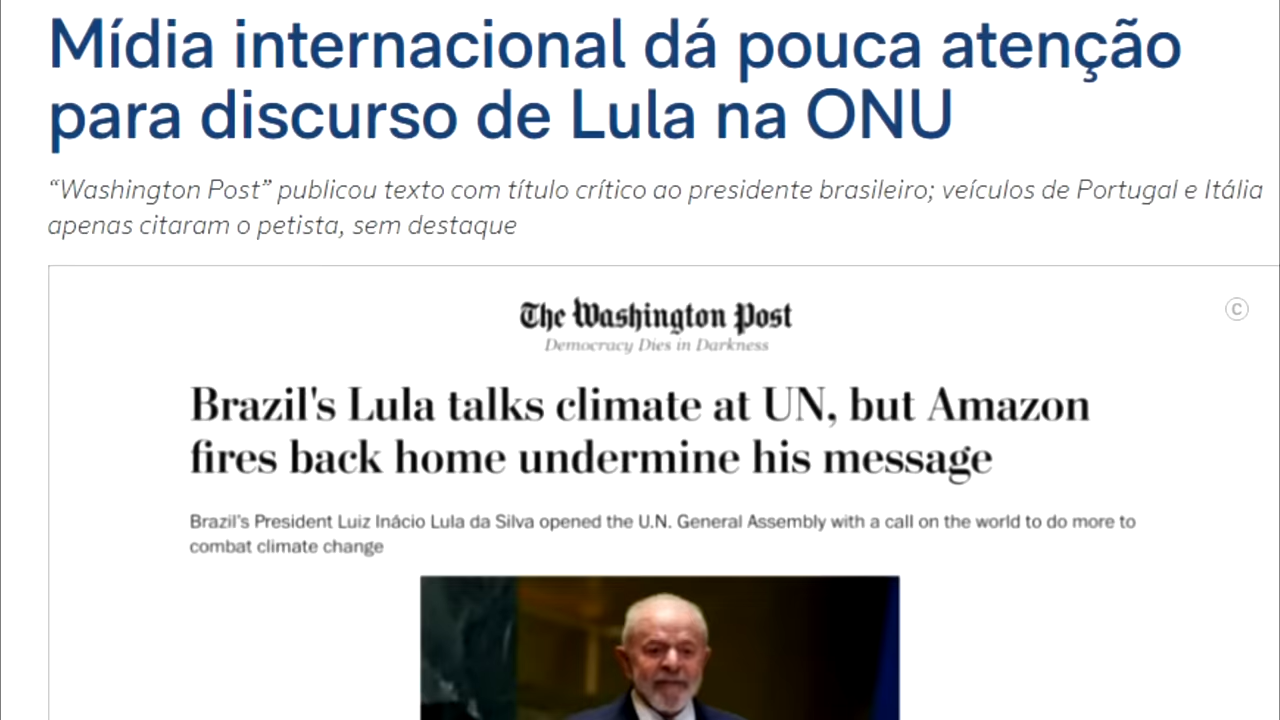 Mídia internacional dá pouca atenção
para discurso de Lula na ONU
“Washington Post” publicou texto com título crítico ao presidente brasileiro; veículos de Portugal e Itália
apenas citaram o petista, sem destaque
©
The Washington Post
Democracy Dies in Darkness
Brazil's Lula talks climate at UN, but Amazon
fires back home undermine his message
Brazil's President Luiz Inácio Lula da Silva opened the U.N. General Assembly with a call on the world to do more to
combat climate change